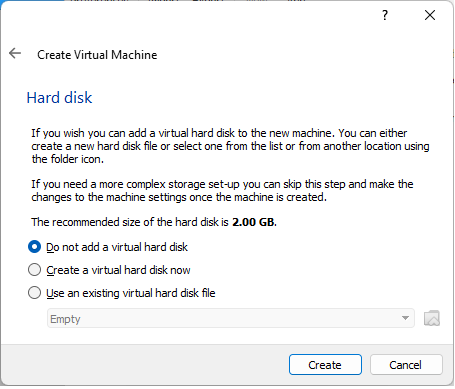 ?
Create Virtual Machine
Hard disk
If you wish you can add a virtual hard disk to the new machine. You can either
create a new hard disk file or select one from the list or from another location using
the folder icon.
If you need a more complex storage set-up you can skip this step and make the
changes to the machine settings once the machine is created.
The recommended size of the hard disk is 2.00 GB.
Do not add a virtual hard disk
Create a virtual hard disk now
Use an existing virtual hard disk file
Empty
Create Cancel